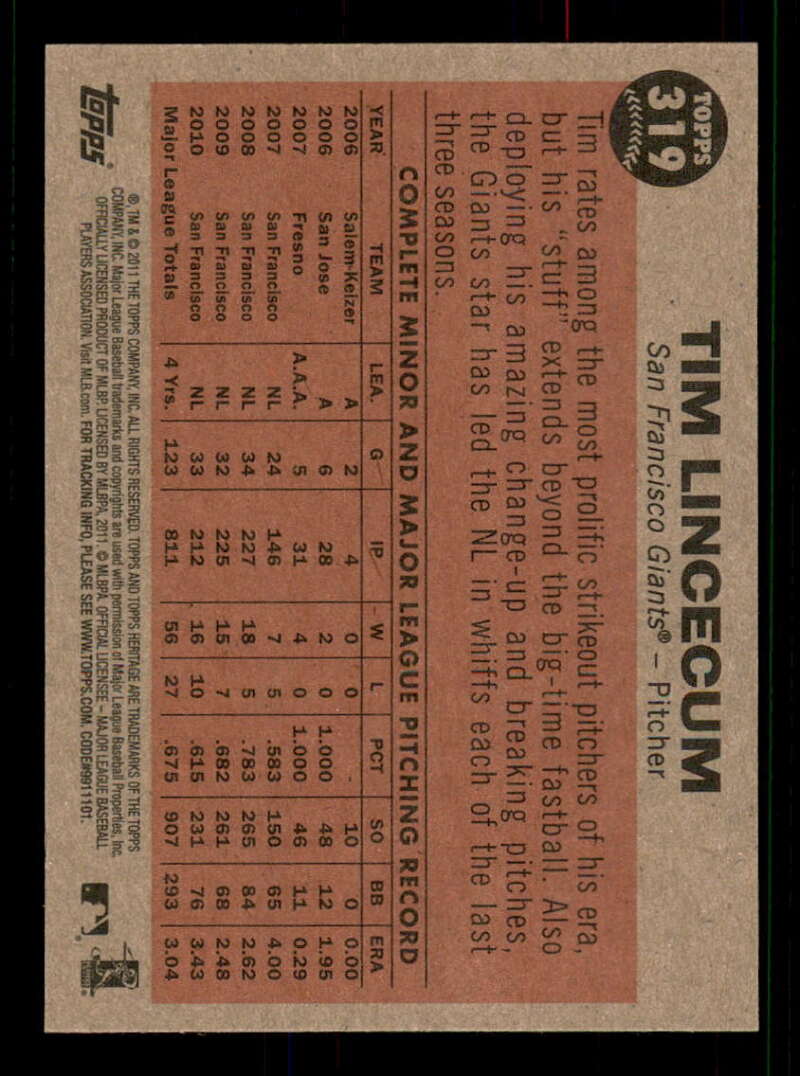 TOPPS
319
TIM LINCECUM
San Francisco Giants® – Pitcher
Tim rates among the most prolific strikeout pitchers of his era,
but his "stuff" extends beyond the big-time fastball. Also
deploying his amazing change-up and breaking pitches,
the Giants star has led the NL in whiffs each of the last
three seasons.
COMPLETE MINOR AND MAJOR LEAGUE PITCHING RECORD
YEAR TEAM LEA. G IP W L PCT SO BB ERA
2006 Salem-Keizer A 2 4 0 0 - 10 0 0.00
2006 San Jose A 6 28 2 0 1.000 48 12 1.95
2007 Fresno A.A.A. 5 31 4 0 1.000 46 11 0.29
2007 San Francisco NL 24 146 7 5 .583 150 65 4.00
2008 San Francisco NL 34 227 18 5 .783 265 84 2.62
2009 San Francisco NL 32 225 15 7 .682 261 68 2.48
2010 San Francisco NL 33 212 16 10 .615 231 76 3.43
Major League Totals 4 Yrs. 123 811 56 27 .675 907 293 3.04
Topps®
®, TM & © 2011 THE TOPPS COMPANY, INC. ALL RIGHTS RESERVED. TOPPS AND TOPPS HERITAGE ARE TRADEMARKS OF THE TOPPS
COMPANY, INC. Major League Baseball trademarks and copyrights are used with permission of Major League Baseball Properties, Inc.
OFFICIALLY LICENSED PRODUCT OF MLBP. LICENSED BY MLBPA, 2011. © MLBPA. OFFICIAL LICENSEE – MAJOR LEAGUE BASEBALL
PLAYERS ASSOCIATION. Visit MLB.com. FOR TRACKING INFO, PLEASE SEE WWW.TOPPS.COM. CODE#9911101.